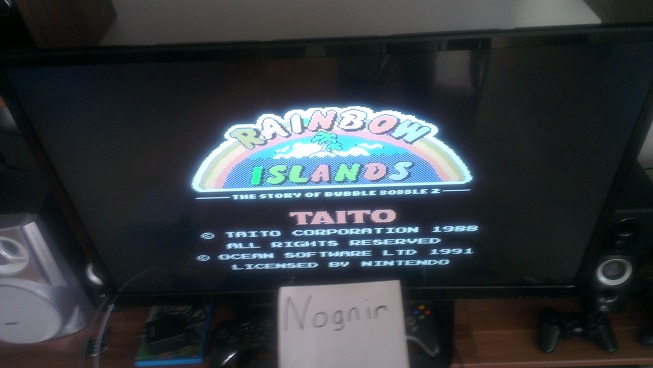 RAINBOW
ISLANDS
THE STORY OF BUBBLE BOBBLE 2
TAITO
© TAITO CORPORATION 1988
ALL RIGHTS RESERVED
© OCEAN SOFTWARE LTD 1991
LICENSED BY NINTENDO
Nognir